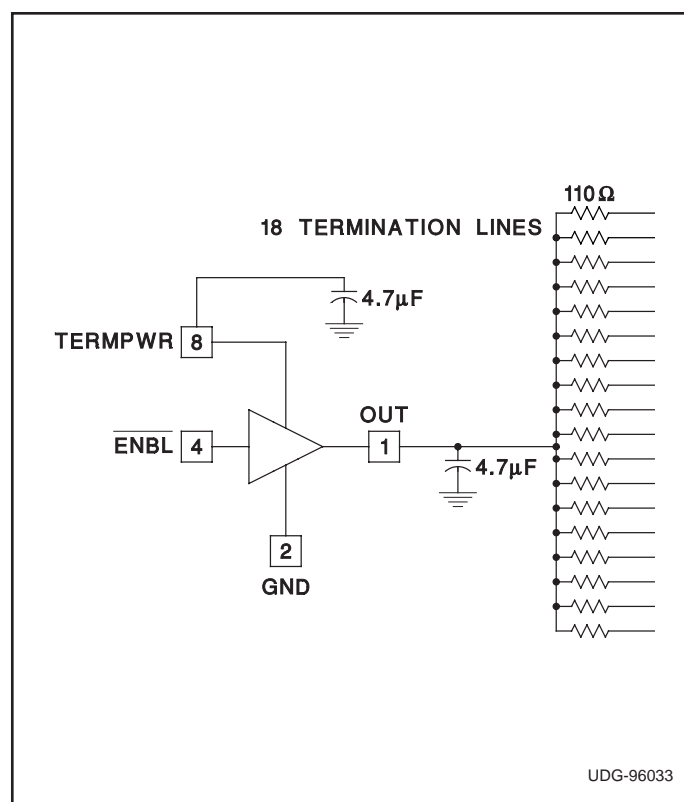 110Ω
18 TERMINATION LINES
4.7µF
TERMPWR 8
OUT
ENBL 4
1
4.7µF
2
GND
UDG-96033